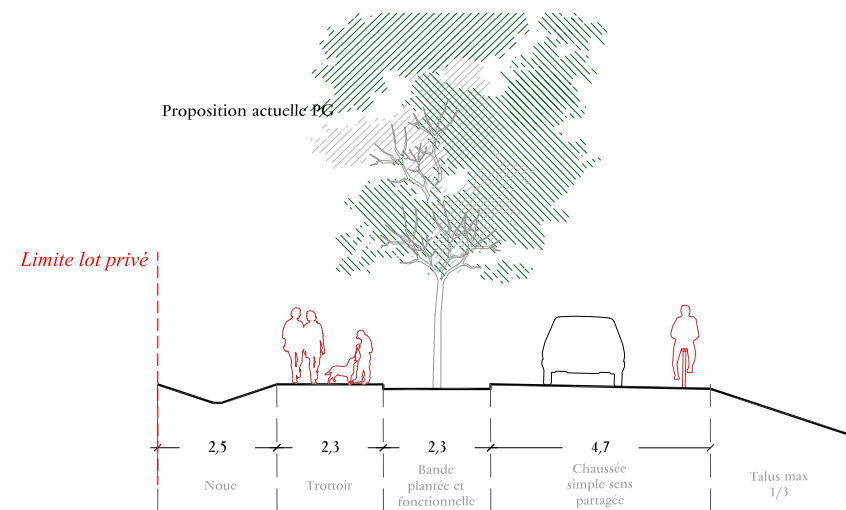 Proposition actuelle PG
Limite lot privé
2,5
2,3
2,3
4,7
Noue
Trottoir
Bande
plantée et
fonctionnelle
Chaussée
simple sens
partagée
Talus max
1/3